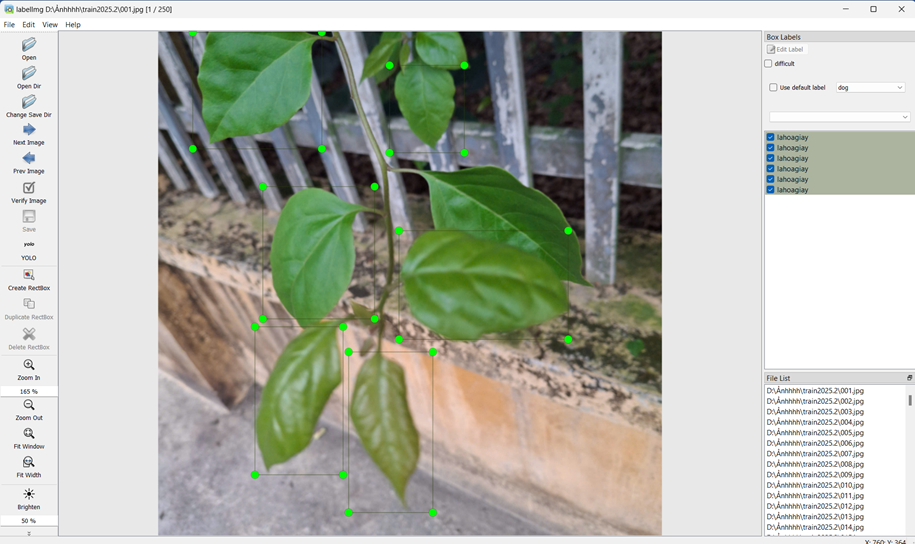 labelImg D:\Ảnhhhh\train2025.2\001.jpg [1 / 250]
File Edit View Help
Open
Open Dir
Change Save Dir
Next Image
Prev Image
Verify Image
Save
yolo
YOLO
Create RectBox
Duplicate RectBox
Delete RectBox
Zoom In
165 %
Zoom Out
Fit Window
Fit Width
Brighten
50 %
Box Labels
Edit Label
difficult
Use default label dog
lahoagiay
lahoagiay
lahoagiay
lahoagiay
lahoagiay
lahoagiay
File List
D:\Ảnhhhh\train2025.2\001.jpg
D:\Ảnhhhh\train2025.2\002.jpg
D:\Ảnhhhh\train2025.2\003.jpg
D:\Ảnhhhh\train2025.2\004.jpg
D:\Ảnhhhh\train2025.2\005.jpg
D:\Ảnhhhh\train2025.2\006.jpg
D:\Ảnhhhh\train2025.2\007.jpg
D:\Ảnhhhh\train2025.2\008.jpg
D:\Ảnhhhh\train2025.2\009.jpg
D:\Ảnhhhh\train2025.2\010.jpg
D:\Ảnhhhh\train2025.2\011.jpg
D:\Ảnhhhh\train2025.2\012.jpg
D:\Ảnhhhh\train2025.2\013.jpg
D:\Ảnhhhh\train2025.2\014.jpg
X: 760; Y: 364